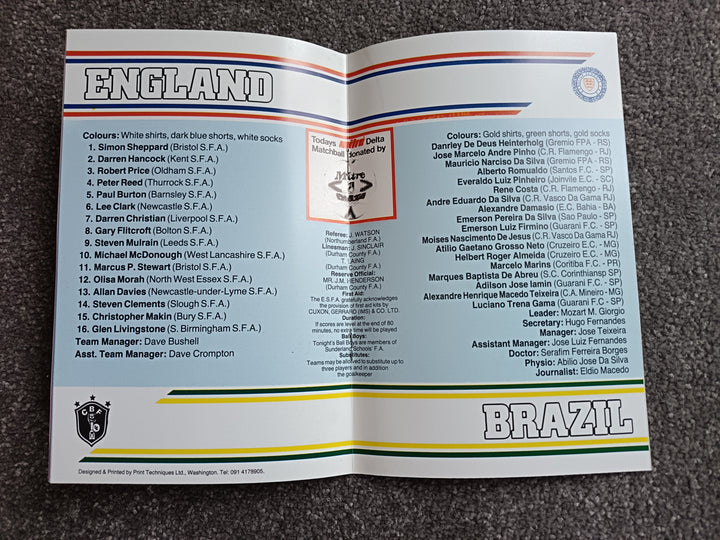 ENGLAND
Colours: White shirts, dark blue shorts, white socks
1. Simon Sheppard (Bristol S.F.A.)
2. Darren Hancock (Kent S.F.A.)
3. Robert Price (Oldham S.F.A.)
4. Peter Reed (Thurrock S.F.A.)
5. Paul Burton (Barnsley S.F.A.)
6. Lee Clark (Newcastle S.F.A.)
7. Darren Christian (Liverpool S.F.A.)
8. Gary Flitcroft (Bolton S.F.A.)
9. Steven Mulrain (Leeds S.F.A.)
10. Michael McDonough (West Lancashire S.F.A.)
11. Marcus P. Stewart (Bristol S.F.A.)
12. Olisa Morah (North West Essex S.F.A.)
13. Allan Davies (Newcastle-under-Lyme S.F.A.)
14. Steven Clements (Slough S.F.A.)
15. Christopher Makin (Bury S.F.A.)
16. Glen Livingstone (S. Birmingham S.F.A.)
Team Manager: Dave Bushell
Asst. Team Manager: Dave Crompton
CBF
Designed & Printed by Print Techniques Ltd., Washington. Tel: 091 4178905.
Todays Mitre Delta
Matchball donated by
Mitre
Referee: J. WATSON
(Northumberland F.A.)
Linesman: J. SINCLAIR
(Durham County F.A.)
T. LAING
(Durham County F.A.)
Reserve Official:
MR. J.M. HENDERSON
(Durham County F.A.)
First Aid:
The E.S.F.A. gratefully acknowledges
the provision of first aid kits by
CUXON, GERRARD (IMS) & CO. LTD.
Duration:
If scores are level at the end of 80
minutes, no extra time will be played
Ball Boys:
Tonight's Ball Boys are members of
Sunderland Schools' F.A.
Substitutes:
Teams may be allowed to substitute up to
three players and in addition
the goalkeeper
Colours: Gold shirts, green shorts, gold socks
Danrley De Deus Heinterholg (Gremio FPA - RS)
Jose Marcelo Andre Pinho (C.R. Flamengo - RJ)
Mauricio Narciso Da Silva (Gremio FPA - RS)
Alberto Romualdo (Santos F.C. - SP)
Everaldo Luiz Pinheiro (Joinvile E.C. - SC)
Rene Costa (C.R. Flamengo - RJ)
Andre Eduardo Da Silva (C.R. Vasco Da Gama RJ)
Alexandre Damasio (E.C. Bahia - BA)
Emerson Pereira Da Silva (Sao Paulo - SP)
Emerson Luiz Firmino (Guarani F.C. - SP)
Moises Nascimento De Jesus (C.R. Vasco Da Gama RJ)
Atilio Gaetano Grosso Neto (Cruzeiro E.C. - MG)
Helbert Roger Almeida (Cruzeiro E.C. - MG)
Marcelo Marins (Coritiba F.C. - PR)
Marques Baptista De Abreu (S.C. Corinthiansp SP)
Adilson Jose Iamin (Guarani F.C. - SP)
Alexandre Henrique Macedo Teixeira (C.A. Mineiro - MG)
Luciano Trena Gama (Guarani F.C. - SP)
Leader: Mozart M. Giorgio
Secretary: Hugo Fernandes
Manager: Jose Teixeira
Assistant Manager: Jose Luiz Fernandes
Doctor: Serafim Ferreira Borges
Physio: Abilio Jose Da Silva
Journalist: Eldio Macedo
BRAZIL